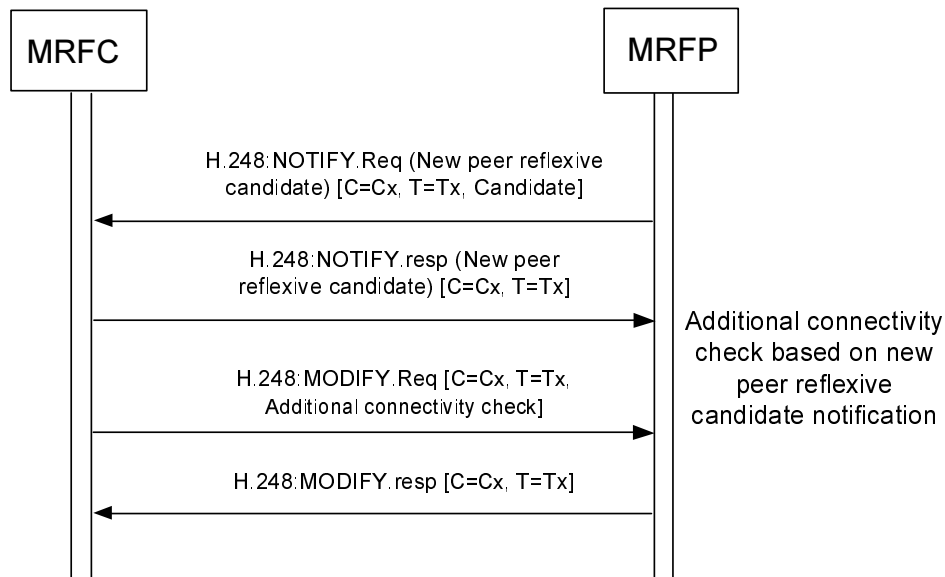 MRFC
MRFP
H.248:NOTIFY.Req (New peer reflexive
candidate) [C=Cx, T=Tx, Candidate]
H.248:NOTIFY.resp (New peer
reflexive candidate) [C=Cx, T=Tx]
Additional connectivity
check based on new
peer reflexive
candidate notification
H.248:MODIFY.Req [C=Cx, T=Tx,
Additional connectivity check]
H.248:MODIFY.resp [C=Cx, T=Tx]